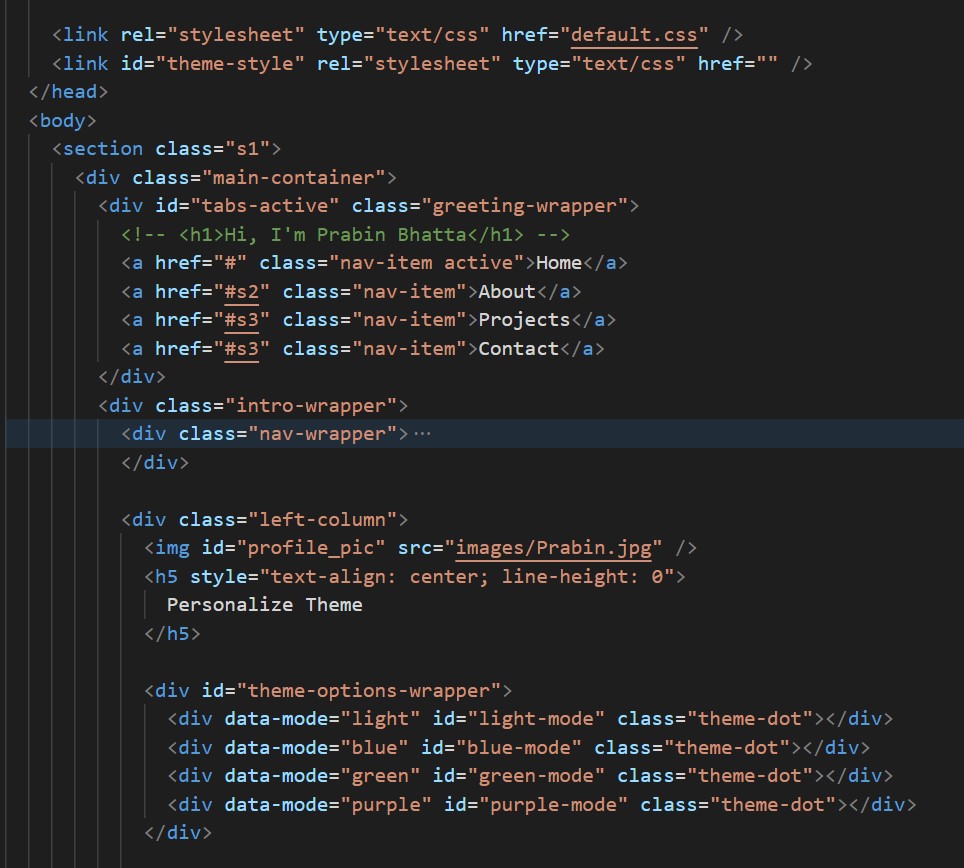 <link rel="stylesheet" type="text/css" href="default.css" />
<link id="theme-style" rel="stylesheet" type="text/css" href="" />
</head>
<body>
<section class="s1">
<div class="main-container">
<div id="tabs-active" class="greeting-wrapper">
<!-- <h1>Hi, I'm Prabin Bhatta</h1> -->
<a href="#" class="nav-item active">Home</a>
<a href="#s2" class="nav-item">About</a>
<a href="#s3" class="nav-item">Projects</a>
<a href="#s3" class="nav-item">Contact</a>
</div>
<div class="intro-wrapper">
<div class="nav-wrapper">⋯
</div>
<div class="left-column">
<img id="profile_pic" src="images/Prabin.jpg" />
<h5 style="text-align: center; line-height: 0">
Personalize Theme
</h5>
<div id="theme-options-wrapper">
<div data-mode="light" id="light-mode" class="theme-dot"></div>
<div data-mode="blue" id="blue-mode" class="theme-dot"></div>
<div data-mode="green" id="green-mode" class="theme-dot"></div>
<div data-mode="purple" id="purple-mode" class="theme-dot"></div>
</div>